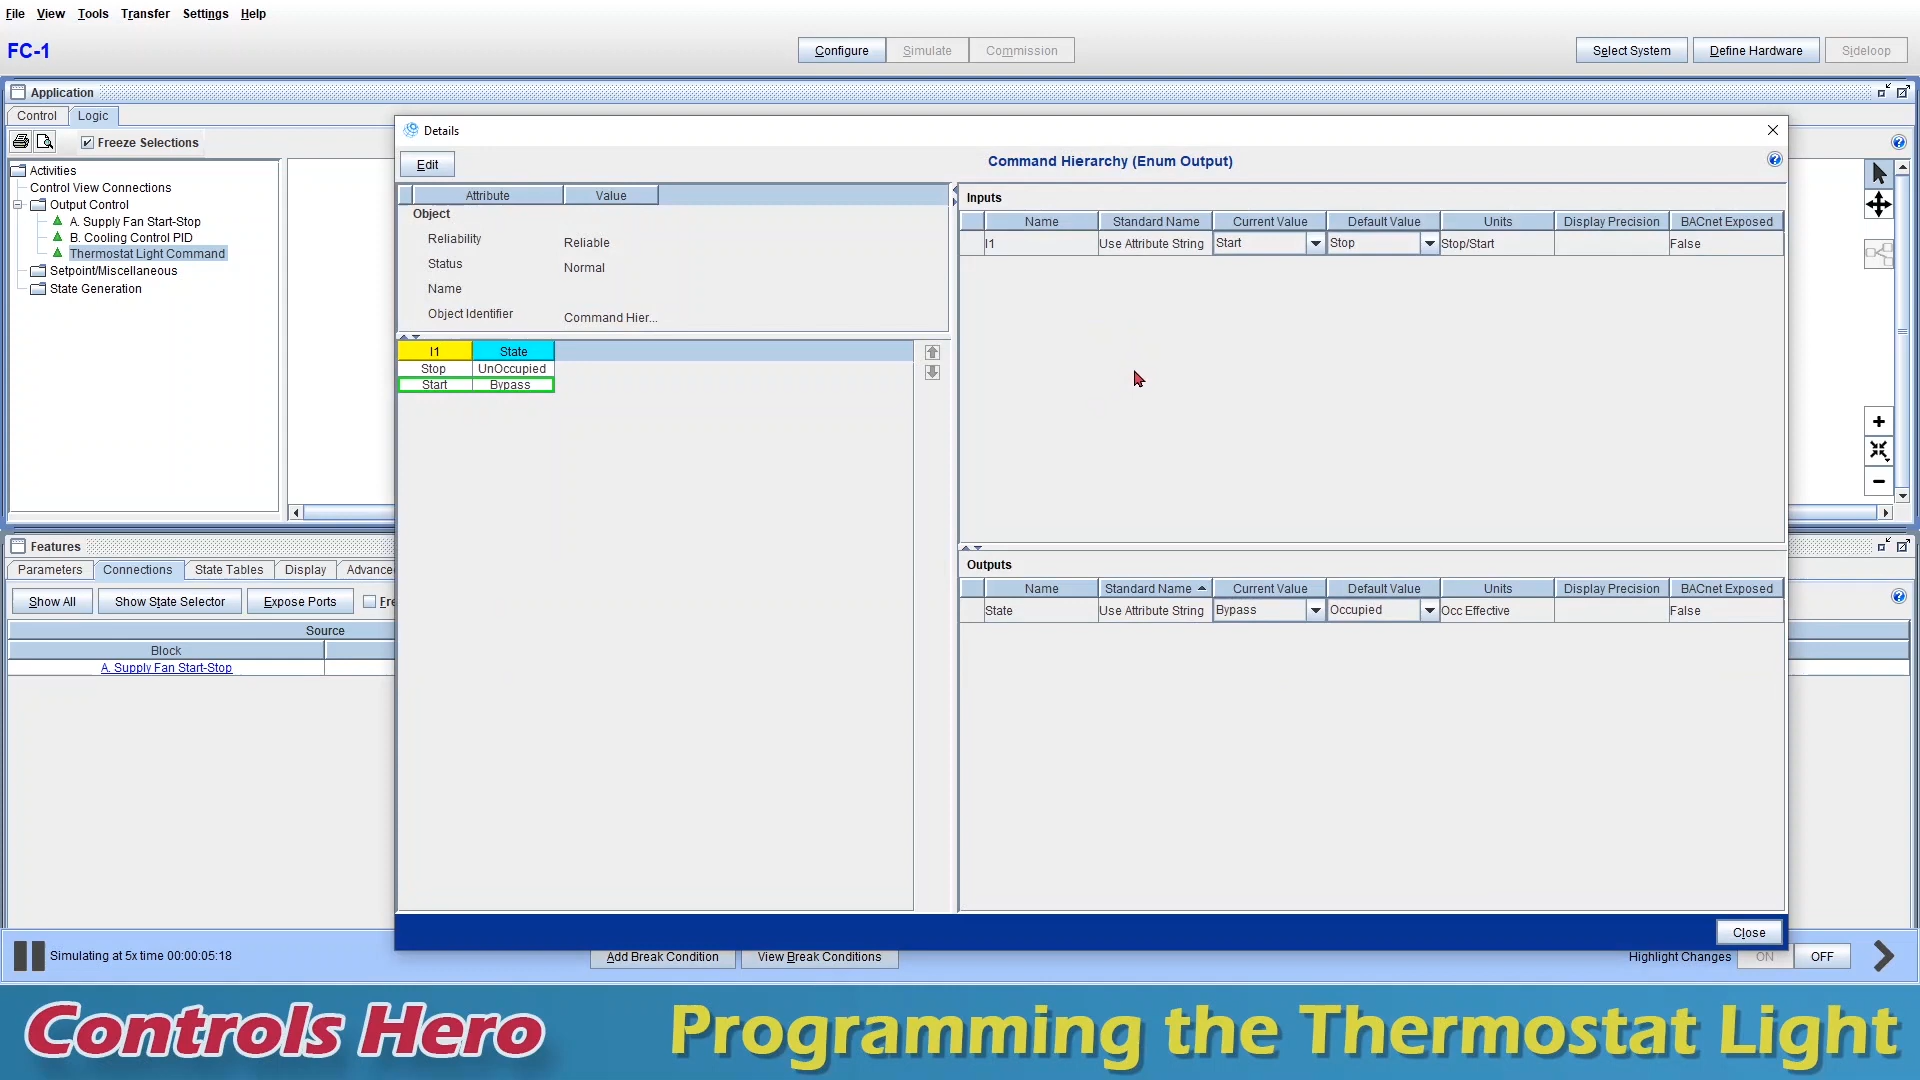 File View Tools Transfer Settings Help
FC-1
Configure Simulate Commission
Select System Define Hardware Sideloop
Application
Control Logic
Freeze Selections
Activities
Control View Connections
Output Control
A. Supply Fan Start-Stop
B. Cooling Control PID
Thermostat Light Command
Setpoint/Miscellaneous
State Generation
Details
Edit
Command Hierarchy (Enum Output)
Attribute Value
Object
Reliability Reliable
Status Normal
Name
Object Identifier Command Hier...
I1 State
Stop UnOccupied
Start Bypass
Inputs
Name Standard Name Current Value Default Value Units Display Precision BACnet Exposed
I1 Use Attribute String Start Stop Stop/Start False
Outputs
Name Standard Name Current Value Default Value Units Display Precision BACnet Exposed
State Use Attribute String Bypass Occupied Occ Effective False
Close
Features
Parameters Connections State Tables Display Advance
Show All Show State Selector Expose Ports Fre
Source
Block
A. Supply Fan Start-Stop
Simulating at 5x time 00:00:05:18
Add Break Condition View Break Conditions
Highlight Changes ON OFF
Controls Hero Programming the Thermostat Light